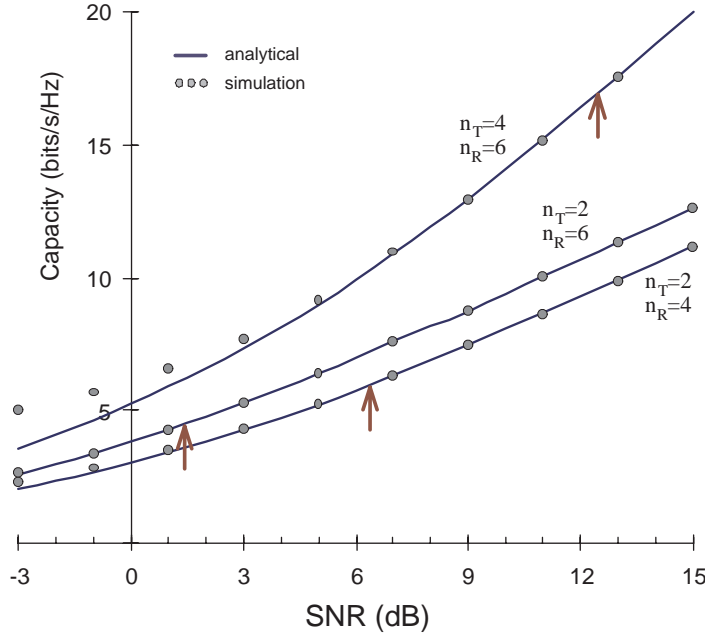 20
analytical
simulation
n_T=4
n_R=6
15
n_T=2
n_R=6
10
n_T=2
n_R=4
5
Capacity (bits/s/Hz)
-3 0 3 6 9 12 15
SNR (dB)